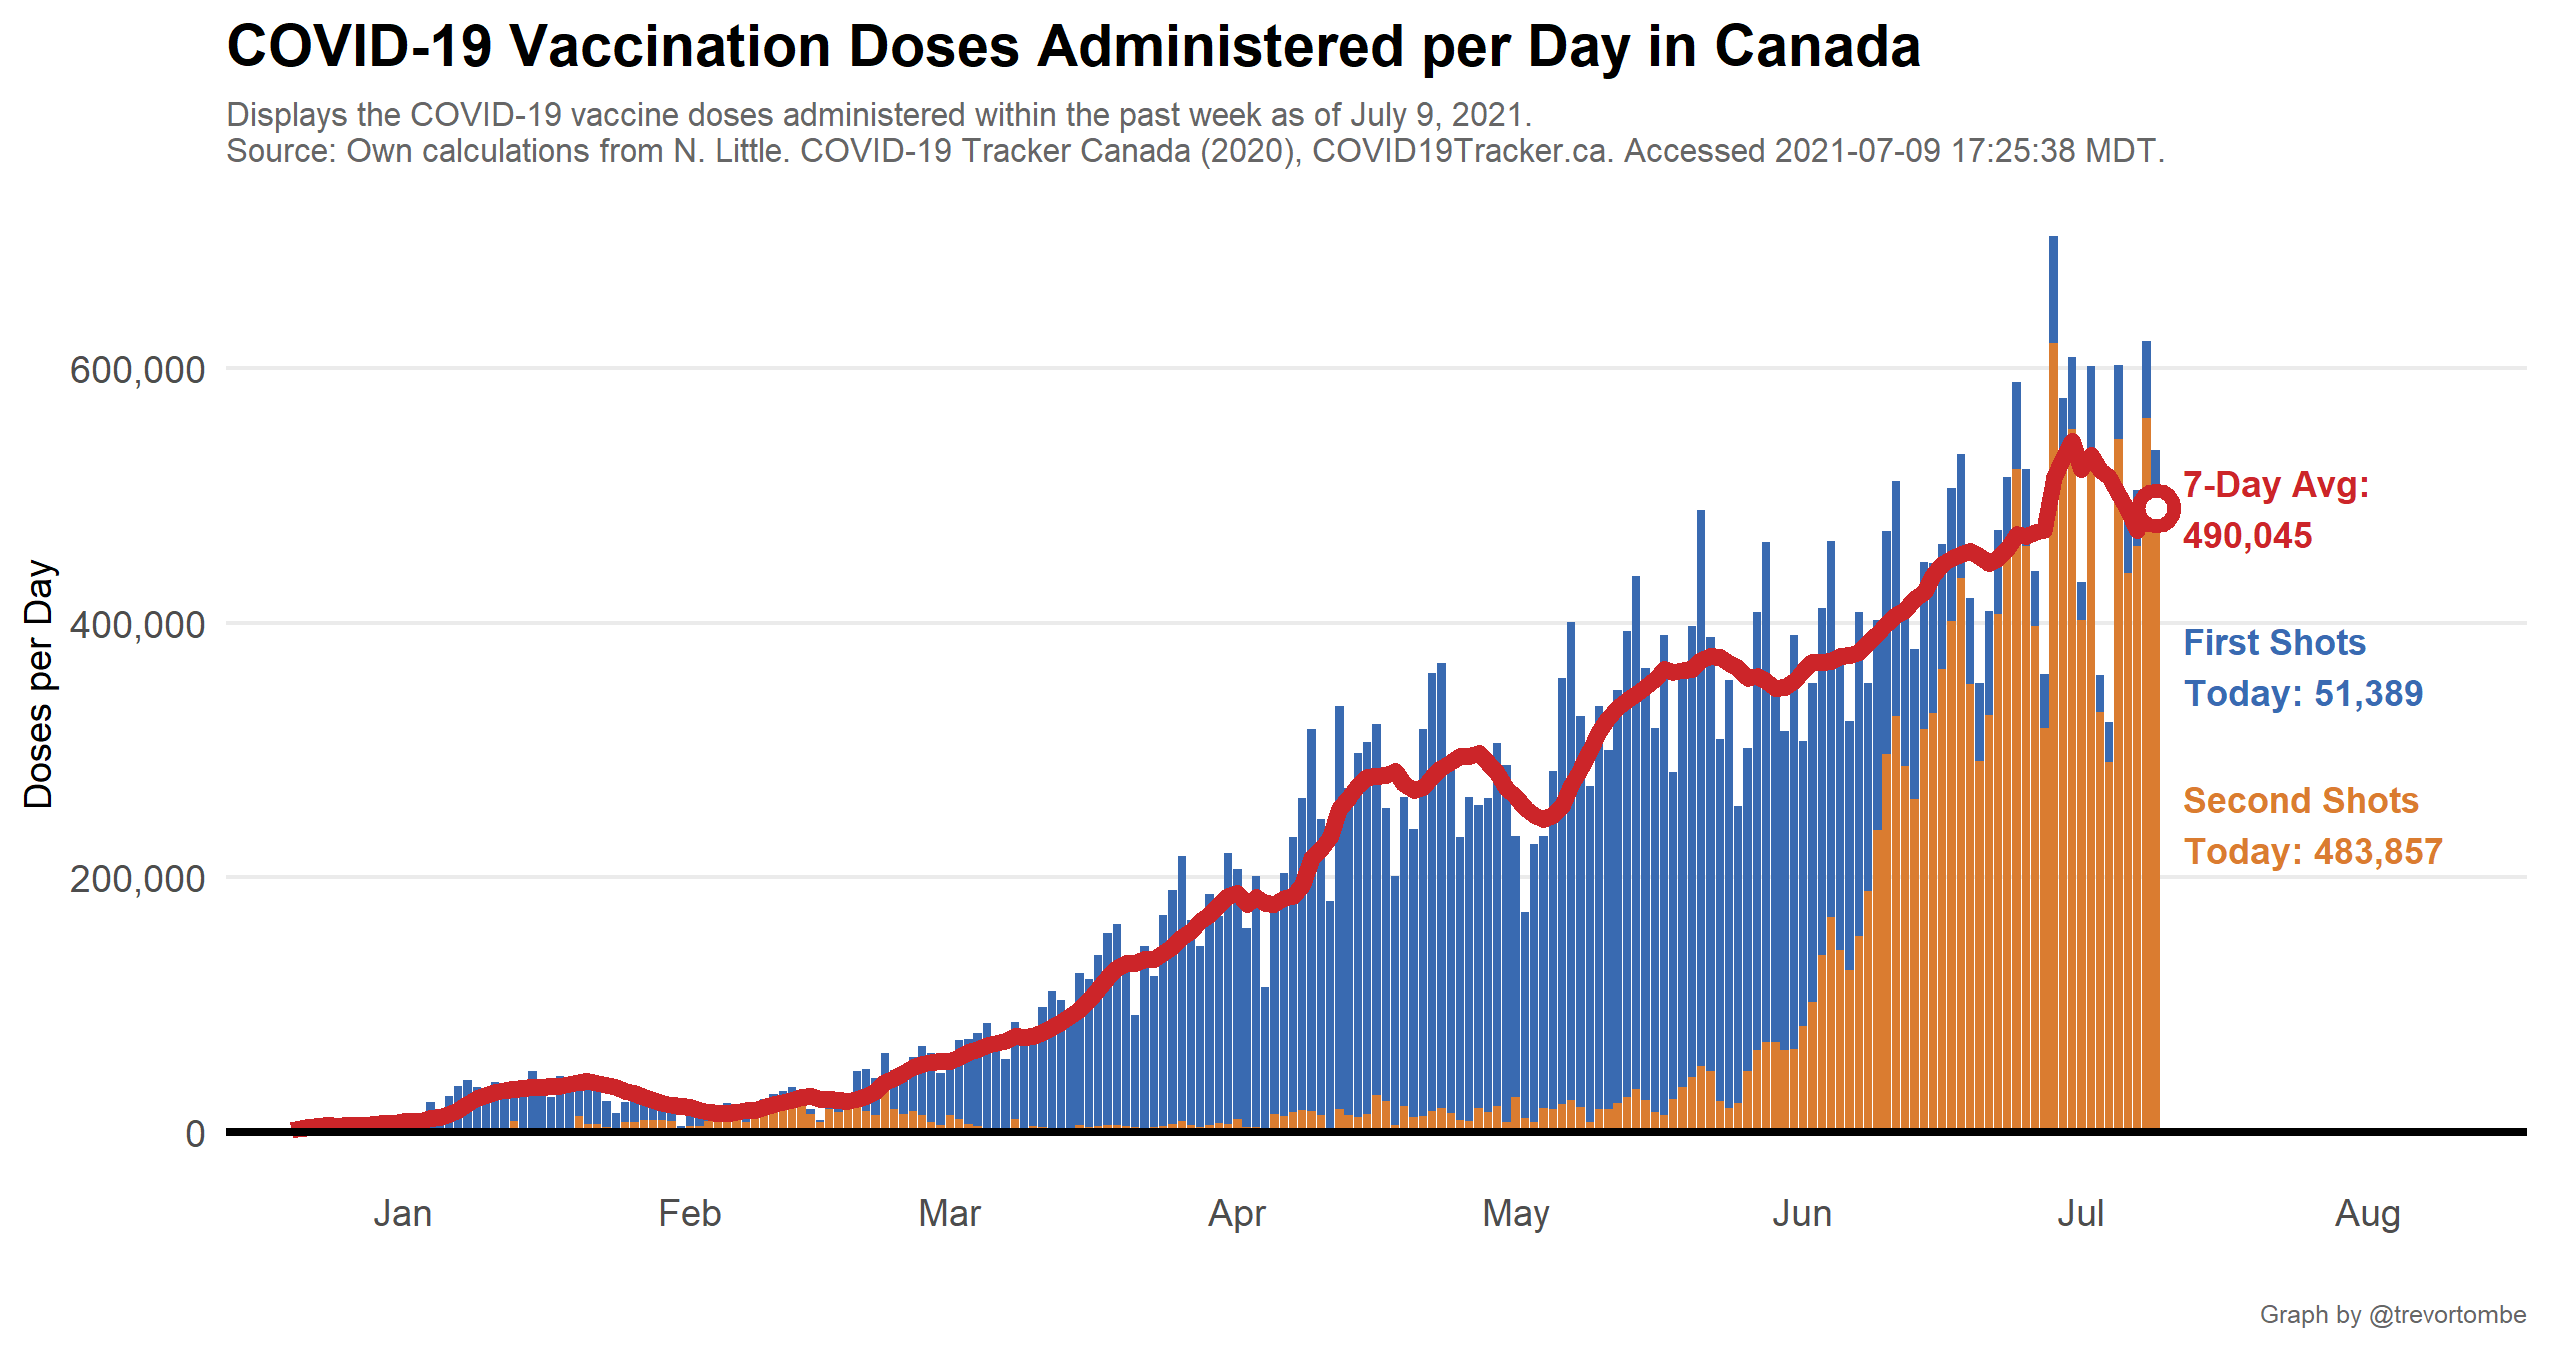 COVID-19 Vaccination Doses Administered per Day in Canada
Displays the COVID-19 vaccine doses administered within the past week as of July 9, 2021.
Source: Own calculations from N. Little. COVID-19 Tracker Canada (2020), COVID19Tracker.ca. Accessed 2021-07-09 17:25:38 MDT.
Doses per Day
600,000
400,000
200,000
0
7-Day Avg:
490,045
First Shots
Today: 51,389
Second Shots
Today: 483,857
Jan
Feb
Mar
Apr
May
Jun
Jul
Aug
Graph by @trevortombe